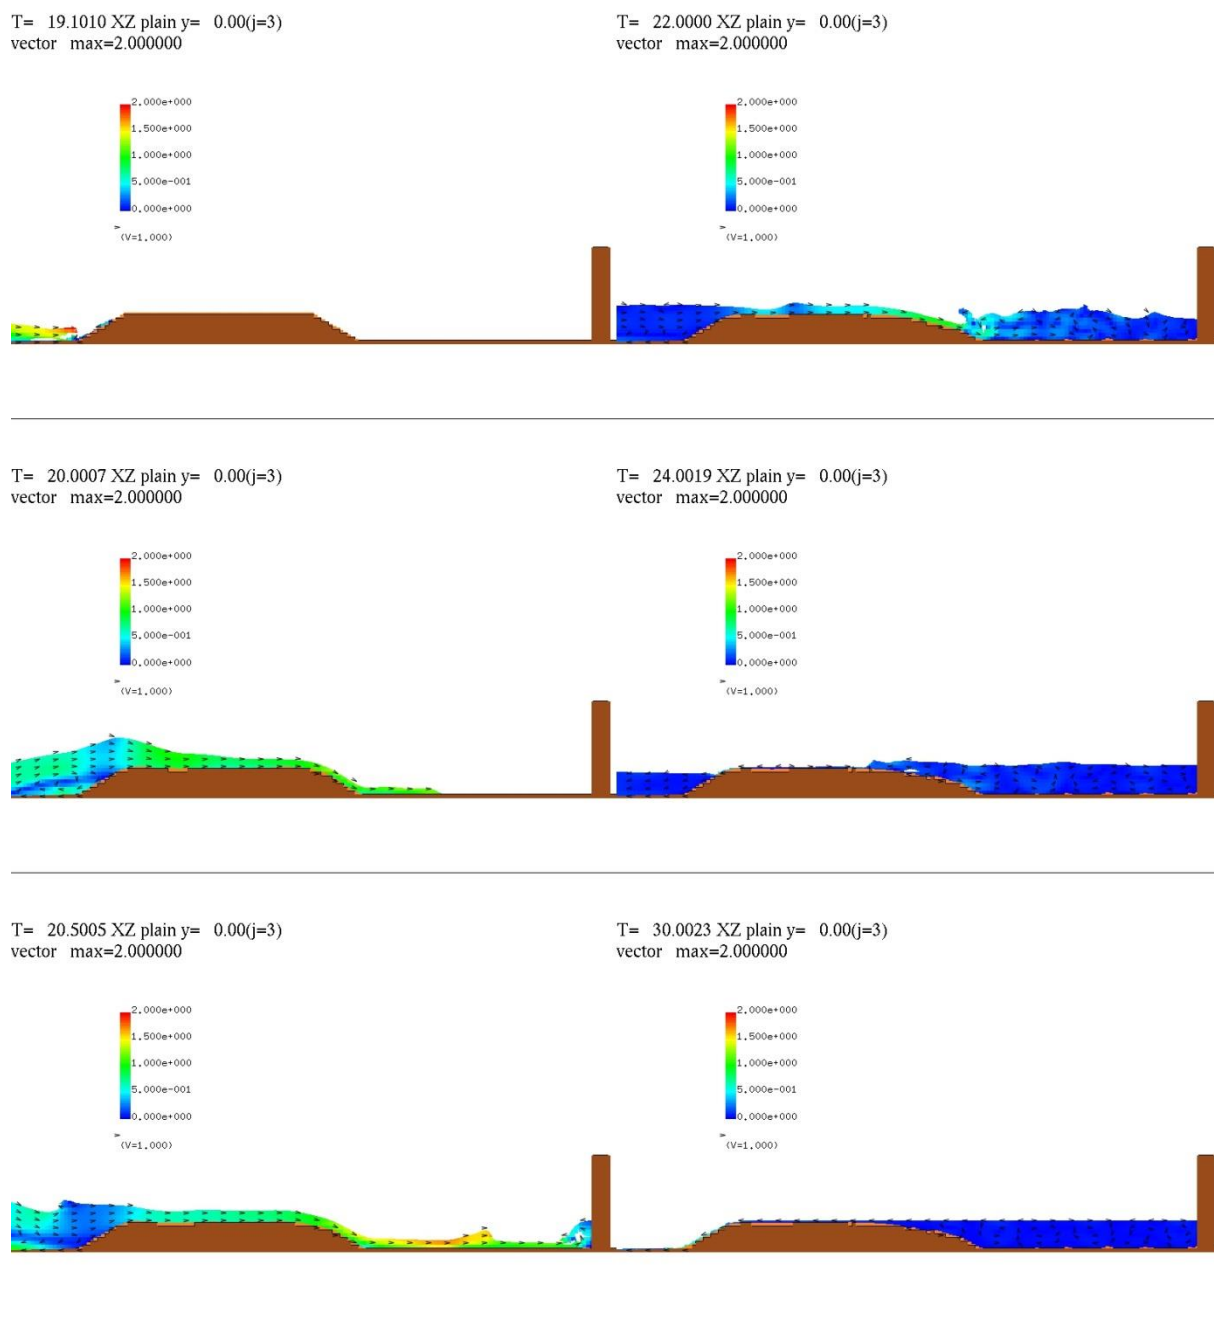 T= 19.1010 XZ plain y= 0.00(j=3)
vector max=2.000000
2.000e+000
1.500e+000
1.000e+000
5.000e-001
0.000e+000
(V=1.000)
T= 22.0000 XZ plain y= 0.00(j=3)
vector max=2.000000
2.000e+000
1.500e+000
1.000e+000
5.000e-001
0.000e+000
(V=1.000)
T= 20.0007 XZ plain y= 0.00(j=3)
vector max=2.000000
2.000e+000
1.500e+000
1.000e+000
5.000e-001
0.000e+000
(V=1.000)
T= 24.0019 XZ plain y= 0.00(j=3)
vector max=2.000000
2.000e+000
1.500e+000
1.000e+000
5.000e-001
0.000e+000
(V=1.000)
T= 20.5005 XZ plain y= 0.00(j=3)
vector max=2.000000
2.000e+000
1.500e+000
1.000e+000
5.000e-001
0.000e+000
(V=1.000)
T= 30.0023 XZ plain y= 0.00(j=3)
vector max=2.000000
2.000e+000
1.500e+000
1.000e+000
5.000e-001
0.000e+000
(V=1.000)